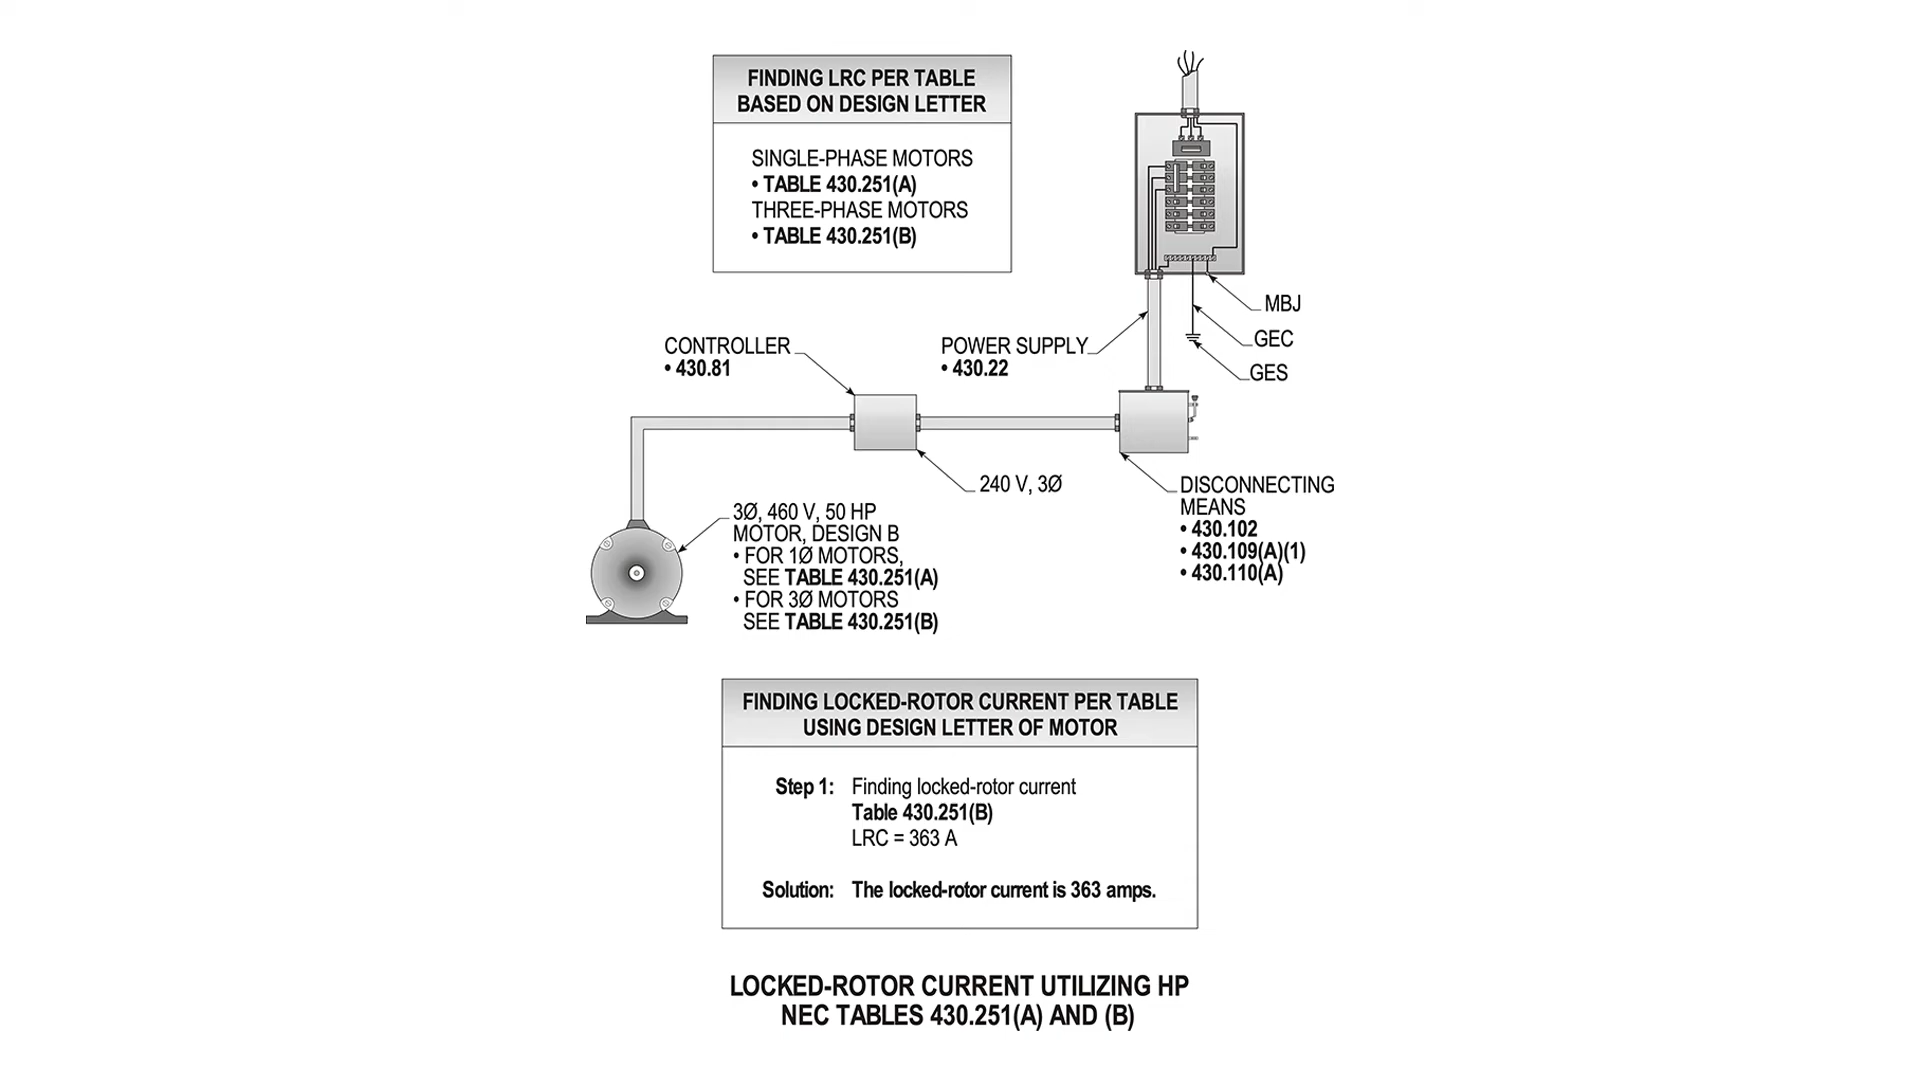 FINDING LRC PER TABLE
BASED ON DESIGN LETTER
SINGLE-PHASE MOTORS
• TABLE 430.251(A)
THREE-PHASE MOTORS
• TABLE 430.251(B)
MBJ
GEC
GES
CONTROLLER
• 430.81
POWER SUPPLY
• 430.22
240 V, 3Ø
DISCONNECTING
MEANS
• 430.102
• 430.109(A)(1)
• 430.110(A)
3Ø, 460 V, 50 HP
MOTOR, DESIGN B
• FOR 1Ø MOTORS,
SEE TABLE 430.251(A)
• FOR 3Ø MOTORS
SEE TABLE 430.251(B)
FINDING LOCKED-ROTOR CURRENT PER TABLE
USING DESIGN LETTER OF MOTOR
Step 1: Finding locked-rotor current
Table 430.251(B)
LRC = 363 A
Solution: The locked-rotor current is 363 amps.
LOCKED-ROTOR CURRENT UTILIZING HP
NEC TABLES 430.251(A) AND (B)